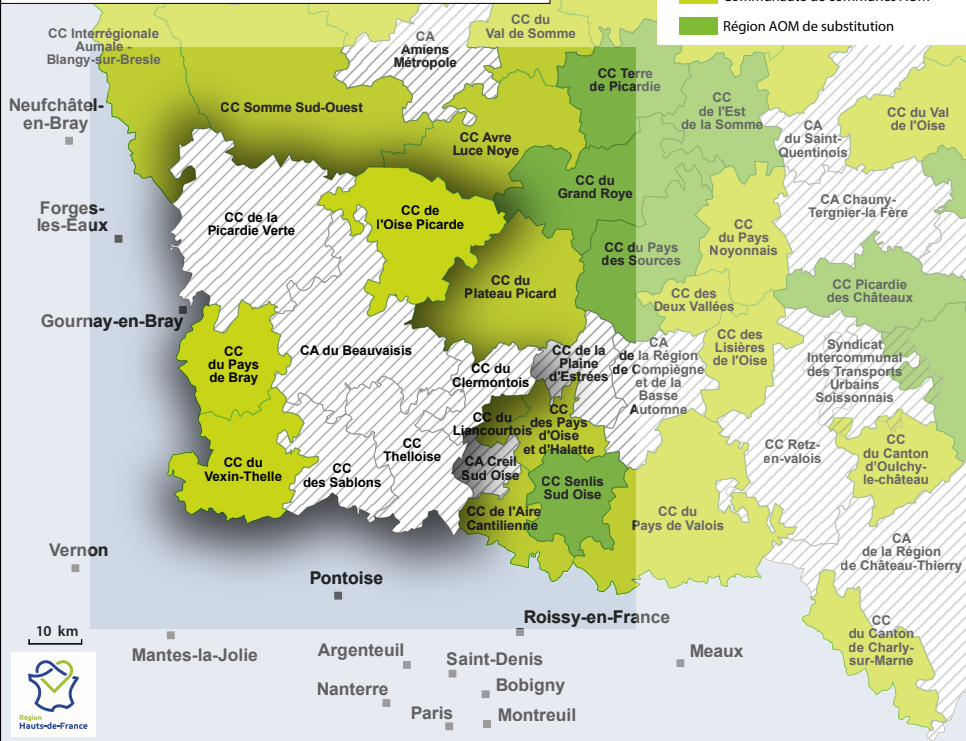 Communauté de communes AOM
Région AOM de substitution
CC Interrégionale
Aumale -
Blangy-sur-Bresle
CA
Amiens
Métropole
CC du
Val de Somme
Neufchâtel-
en-Bray
CC Somme Sud-Ouest
CC Avre
Luce Noye
CC Terre
de Picardie
CC
de l'Est
de la Somme
CA
du Saint-
Quentinois
CC du Val
de l'Oise
Forges-
les-Eaux
CC de la
Picardie Verte
CC de
l'Oise Picarde
CC du
Grand Roye
CA Chauny-
Tergnier-la Fère
CC du Pays
des Sources
CC
du Pays
Noyonnais
CC du
Plateau Picard
CC des
Deux Vallées
CC Picardie
des Châteaux
Gournay-en-Bray
CC
du Pays
de Bray
CA du Beauvaisis
CC du
Clermontois
CC de la
Plaine
d'Estrées
CA
de la Région
de Compiègne
et de la
Basse
Automne
CC des
Lisières
de l'Oise
Syndicat
Intercommunal
des Transports
Urbains
Soissonnais
CC du
Liancourtois
CC
des Pays
d'Oise
et d'Halatte
CC
Thelloise
CC Retz-
en-valois
CC
du Canton
d'Oulchy-
le-château
CC du
Vexin-Thelle
CC
des Sablons
CA Creil
Sud Oise
CC Senlis
Sud Oise
CC de l'Aire
Cantilienne
CC du
Pays de Valois
CA
de la Région
de Château-Thierry
Vernon
Pontoise
Roissy-en-France
CC
du Canton
de Charly-
sur-Marne
10 km
Mantes-la-Jolie
Argenteuil
Saint-Denis
Meaux
Nanterre
Bobigny
Paris
Montreuil
Région
Hauts-de-France